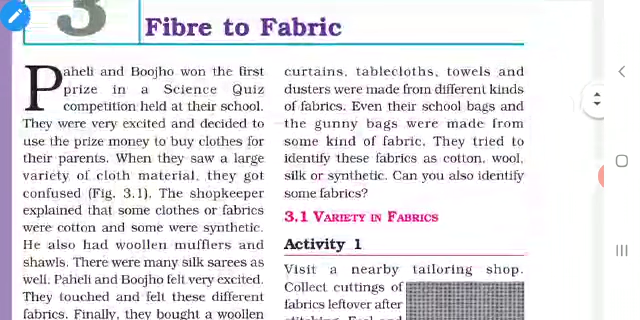 3
Fibre to Fabric
Paheli and Boojho won the first
prize in a Science Quiz
competition held at their school.
They were very excited and decided to
use the prize money to buy clothes for
their parents. When they saw a large
variety of cloth material, they got
confused (Fig. 3.1). The shopkeeper
explained that some clothes or fabrics
were cotton and some were synthetic.
He also had woollen mufflers and
shawls. There were many silk sarees as
well. Paheli and Boojho felt very excited.
They touched and felt these different
fabrics. Finally, they bought a woollen
curtains, tablecloths, towels and
dusters were made from different kinds
of fabrics. Even their school bags and
the gunny bags were made from
some kind of fabric. They tried to
identify these fabrics as cotton, wool,
silk or synthetic. Can you also identify
some fabrics?
3.1 VARIETY IN FABRICS
Activity 1
Visit a nearby tailoring shop.
Collect cuttings of
fabrics leftover after
stitching. Feel and